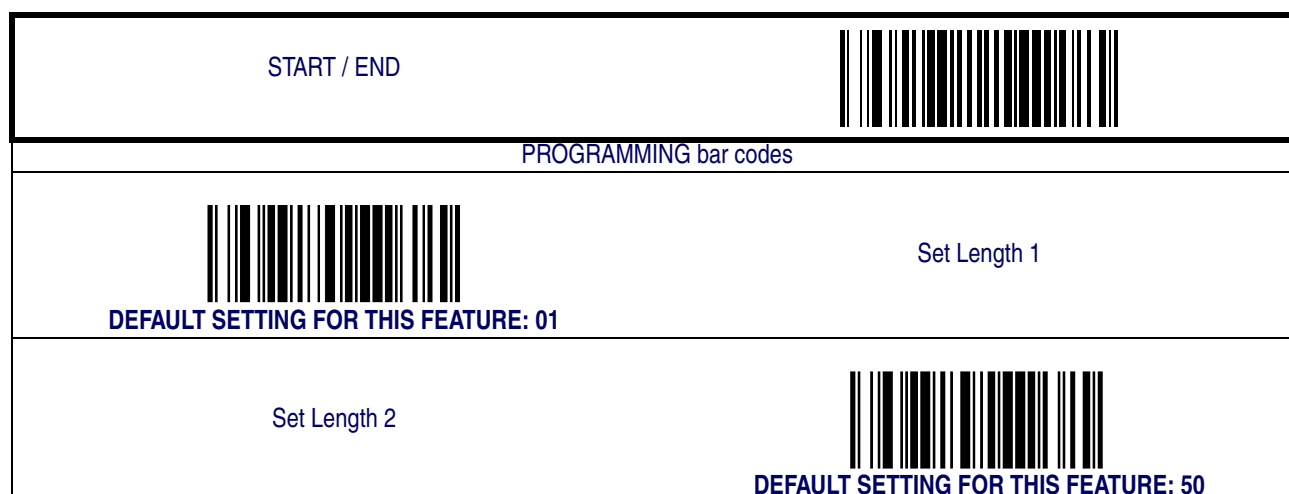 START / END
PROGRAMMING bar codes
Set Length 1
DEFAULT SETTING FOR THIS FEATURE: 01
Set Length 2
DEFAULT SETTING FOR THIS FEATURE: 50